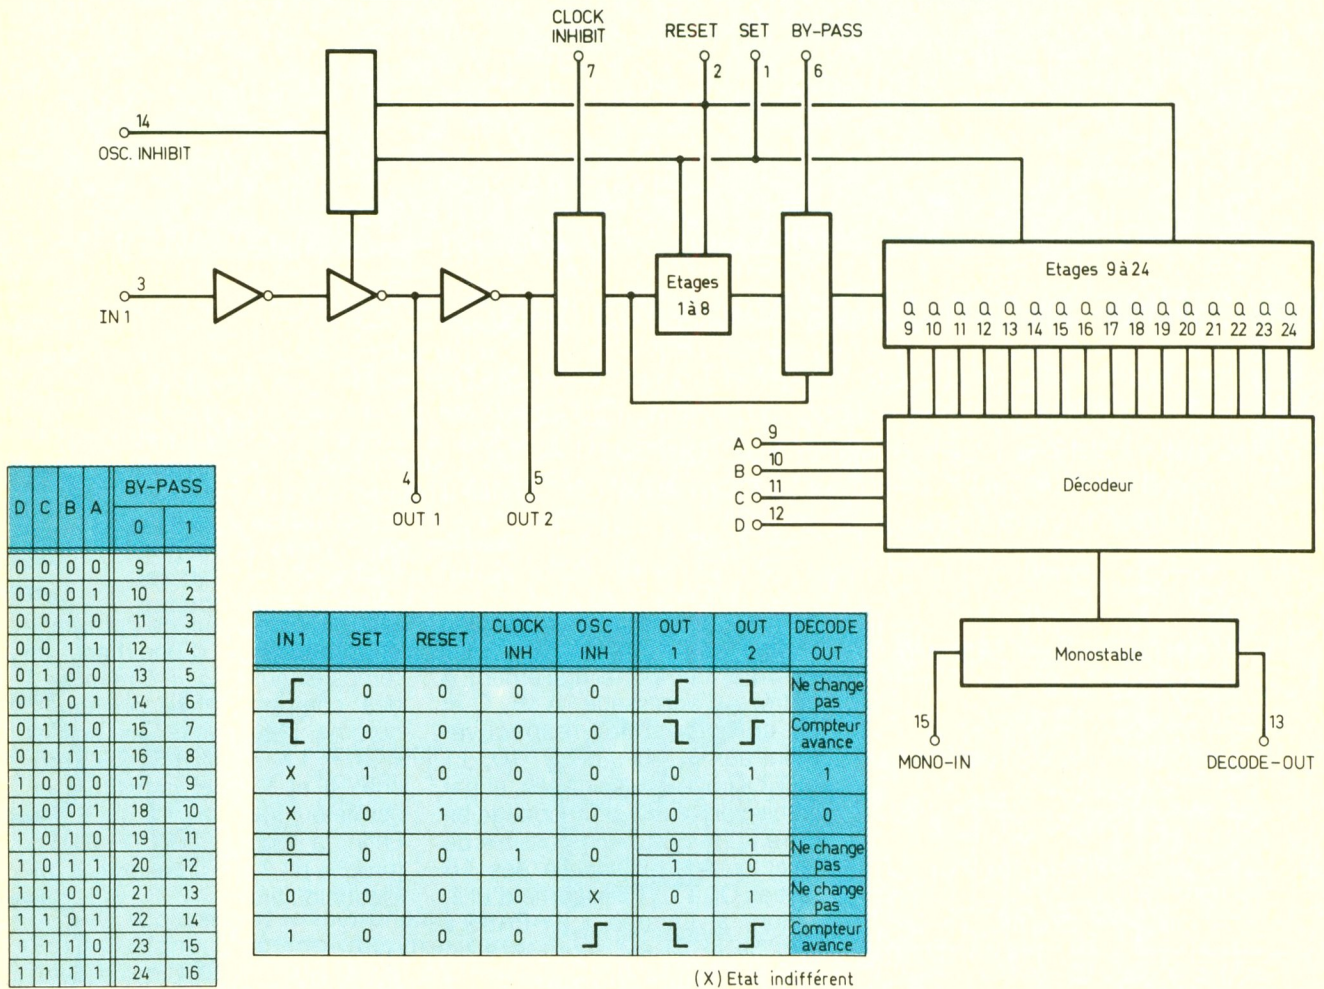 CLOCK
INHIBIT
7
RESET
2
SET
1
BY-PASS
6
14
OSC. INHIBIT
3
IN 1
Etages
1 à 8
Etages 9 à 24
Q Q Q Q Q Q Q Q Q Q Q Q Q Q Q Q
9 10 11 12 13 14 15 16 17 18 19 20 21 22 23 24
4
OUT 1
5
OUT 2
A 9
B 10
C 11
D 12
Décodeur
Monostable
15
MONO-IN
13
DECODE-OUT
D C B A BY-PASS
0 1
0 0 0 0 9 1
0 0 0 1 10 2
0 0 1 0 11 3
0 0 1 1 12 4
0 1 0 0 13 5
0 1 0 1 14 6
0 1 1 0 15 7
0 1 1 1 16 8
1 0 0 0 17 9
1 0 0 1 18 10
1 0 1 0 19 11
1 0 1 1 20 12
1 1 0 0 21 13
1 1 0 1 22 14
1 1 1 0 23 15
1 1 1 1 24 16
IN 1 SET RESET CLOCK INH OSC INH OUT 1 OUT 2 DECODE OUT
0 0 0 0 Ne change pas
0 0 0 0 Compteur avance
X 1 0 0 0 0 1 1
X 0 1 0 0 0 1 0
0 0 1
0 0 1 0 Ne change pas
1 1 0
0 0 0 0 X 0 1 Ne change pas
1 0 0 0 Compteur avance
(X) Etat indifférent